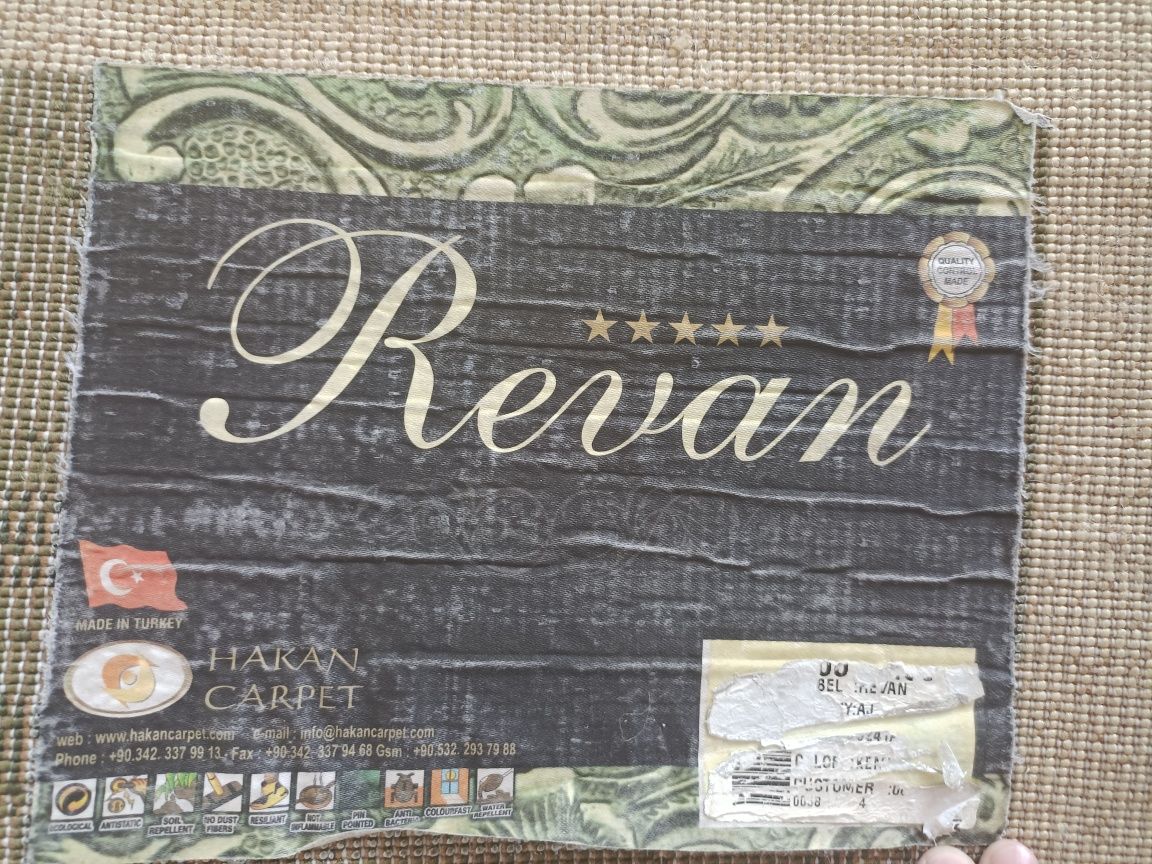 Revan
QUALITY
CONTROL
MADE
MADE IN TURKEY
HAKAN
CARPET
web : www.hakancarpet.com e-mail : info@hakancarpet.com
Phone : +90.342. 337 99 13 . Fax : +90.342. 337 94 68 Gsm : +90.532. 293 79 88
ECOLOGICAL
ANTISTATIC
SOIL
REPELLENT
NO DUST
FIBERS
RESILIANT
NOT
INFLAMMABLE
PIN
POINTED
ANTI
BACTERIAL
COLOURFAST
WATER
REPELLENT
BEL
CUSTOMER
4